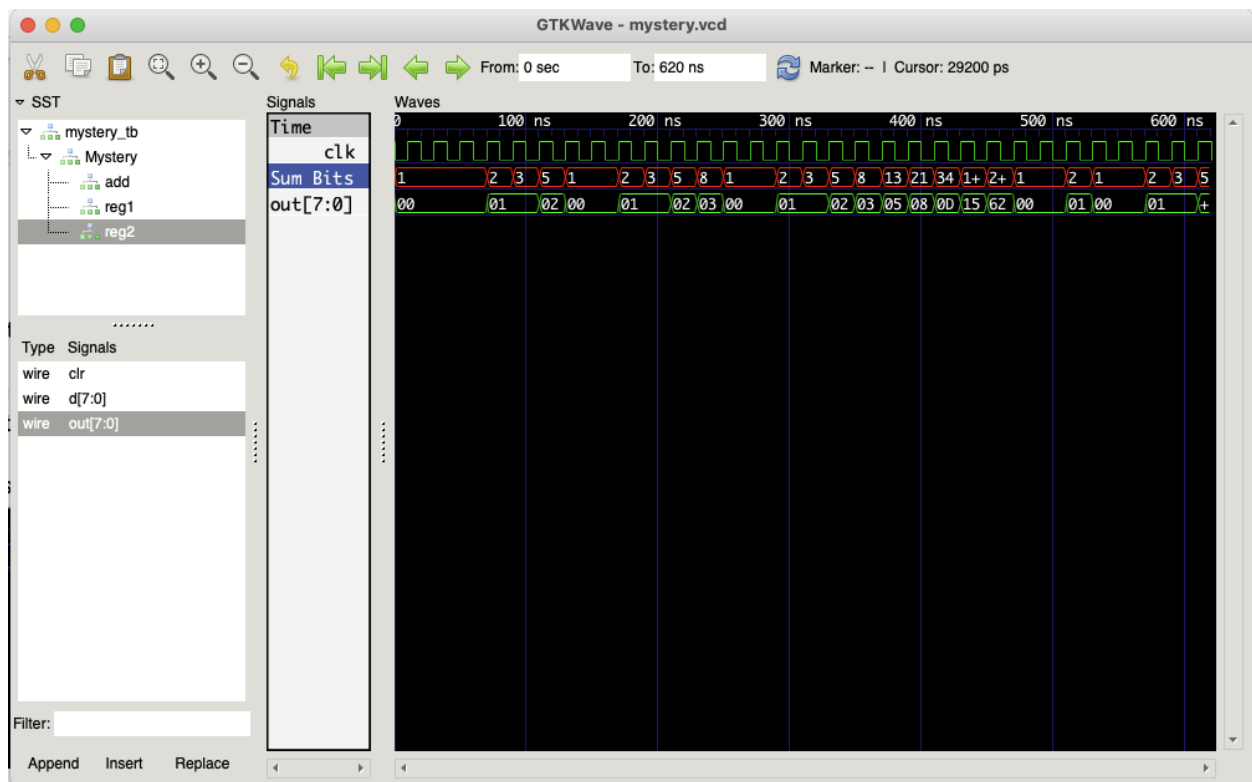 GTKWave - mystery.vcd
From: 0 sec To: 620 ns Marker: -- | Cursor: 29200 ps
SST
mystery_tb
Mystery
add
reg1
reg2
Type Signals
wire clr
wire d[7:0]
wire out[7:0]
Filter:
Append Insert Replace
Signals
Time
clk
Sum Bits
out[7:0]
Waves
0 100 ns 200 ns 300 ns 400 ns 500 ns 600 ns
1 2 3 5 1 2 3 5 8 1 2 3 5 8 13 21 34 1+ 2+ 1 2 1 2 3 5
00 01 02 00 01 02 03 00 01 02 03 05 08 0D 15 62 00 01 00 01 +